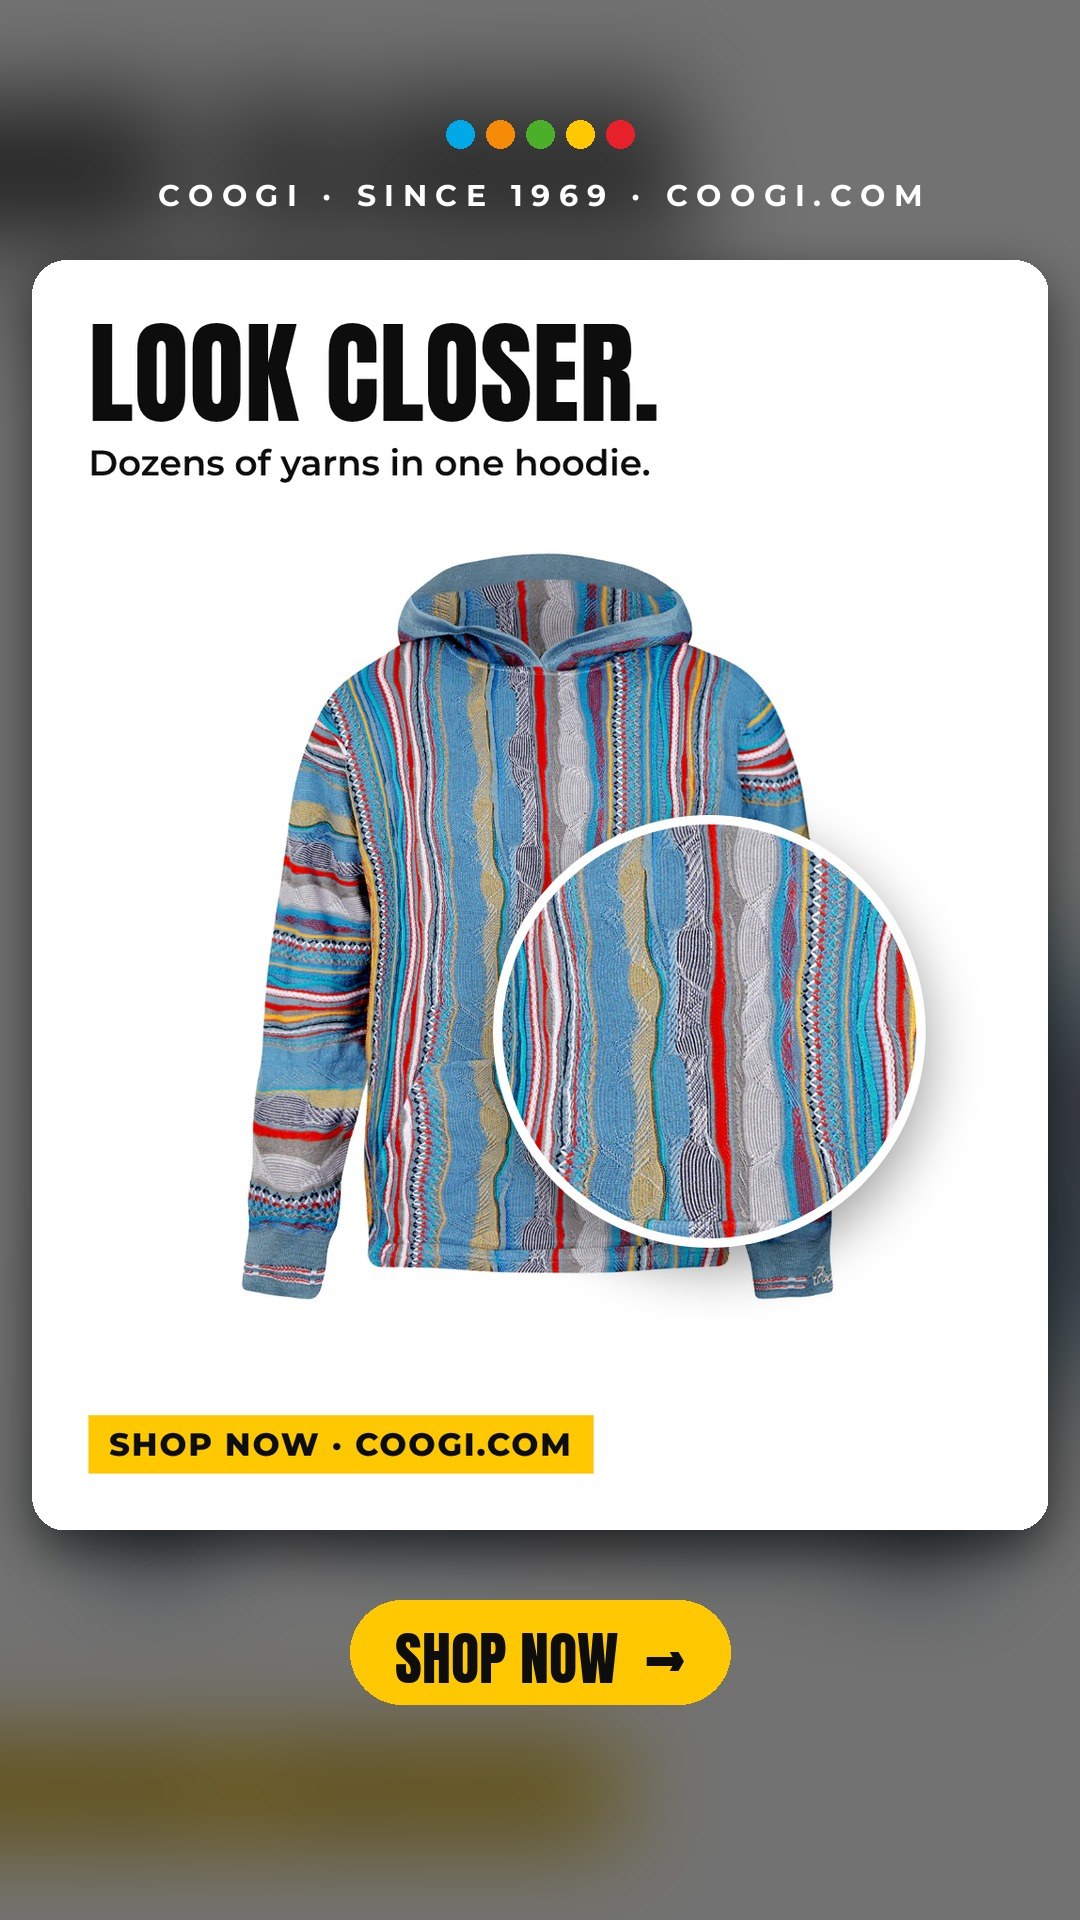 COOGI · SINCE 1969 · COOGI.COM
LOOK CLOSER.
Dozens of yarns in one hoodie.
SHOP NOW · COOGI.COM
SHOP NOW →